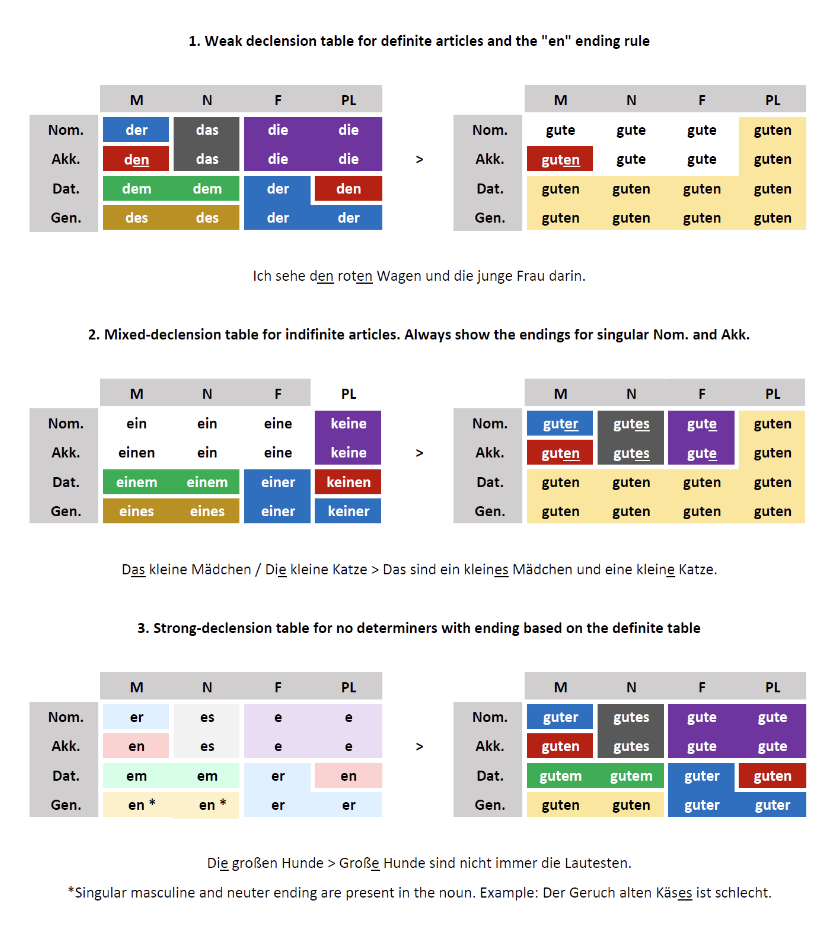 1. Weak declension table for definite articles and the "en" ending rule
M N F PL M N F PL
Nom. der das die die Nom. gute gute gute guten
Akk. den das die die > Akk. guten gute gute guten
Dat. dem dem der den Dat. guten guten guten guten
Gen. des des der der Gen. guten guten guten guten
Ich sehe den roten Wagen und die junge Frau darin.
2. Mixed-declension table for indifinite articles. Always show the endings for singular Nom. and Akk.
M N F PL M N F PL
Nom. ein ein eine keine Nom. guter gutes gute guten
Akk. einen ein eine keine > Akk. guten gutes gute guten
Dat. einem einem einer keinen Dat. guten guten guten guten
Gen. eines eines einer keiner Gen. guten guten guten guten
Das kleine Mädchen / Die kleine Katze > Das sind ein kleines Mädchen und eine kleine Katze.
3. Strong-declension table for no determiners with ending based on the definite table
M N F PL M N F PL
Nom. er es e e Nom. guter gutes gute gute
Akk. en es e e > Akk. guten gutes gute gute
Dat. em em er en Dat. gutem gutem guter guten
Gen. en * en * er er Gen. guten guten guter guter
Die großen Hunde > Große Hunde sind nicht immer die Lautesten.
*Singular masculine and neuter ending are present in the noun. Example: Der Geruch alten Käses ist schlecht.